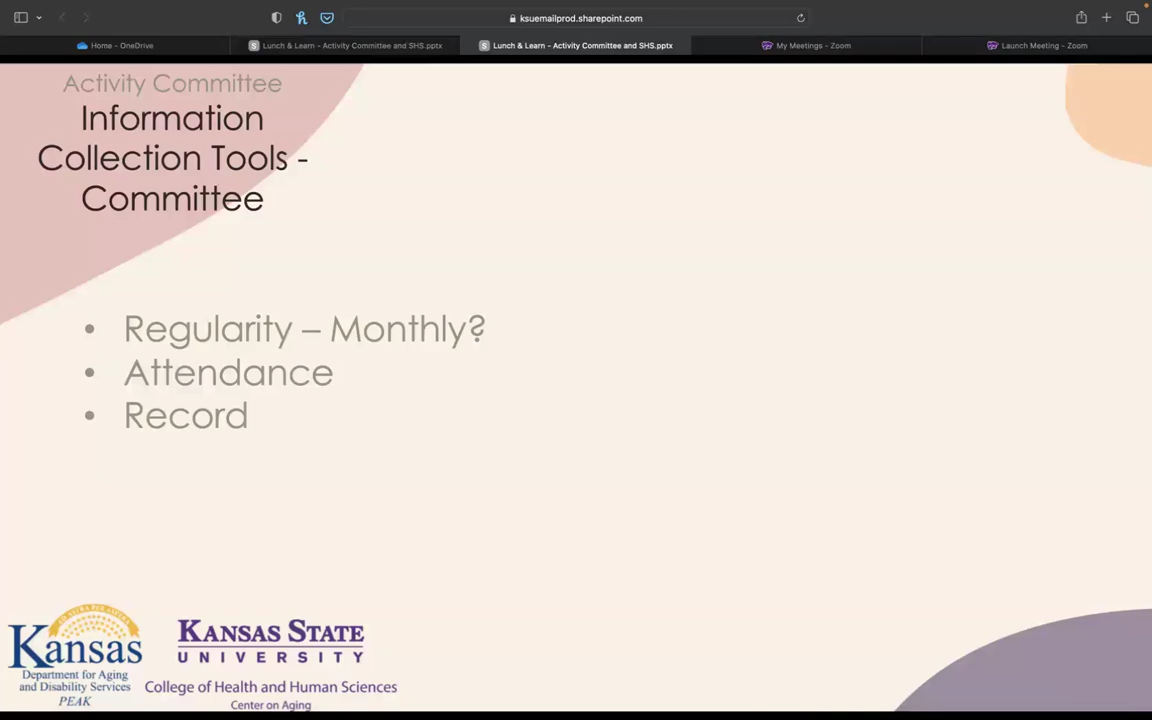 ksuemailprod.sharepoint.com
Home - OneDrive
Lunch & Learn - Activity Committee and SHS.pptx
Lunch & Learn - Activity Committee and SHS.pptx
My Meetings - Zoom
Launch Meeting - Zoom
Activity Committee
Information
Collection Tools -
Committee
• Regularity – Monthly?
• Attendance
• Record
Kansas
Department for Aging
and Disability Services
PEAK
KANSAS STATE
UNIVERSITY
College of Health and Human Sciences
Center on Aging